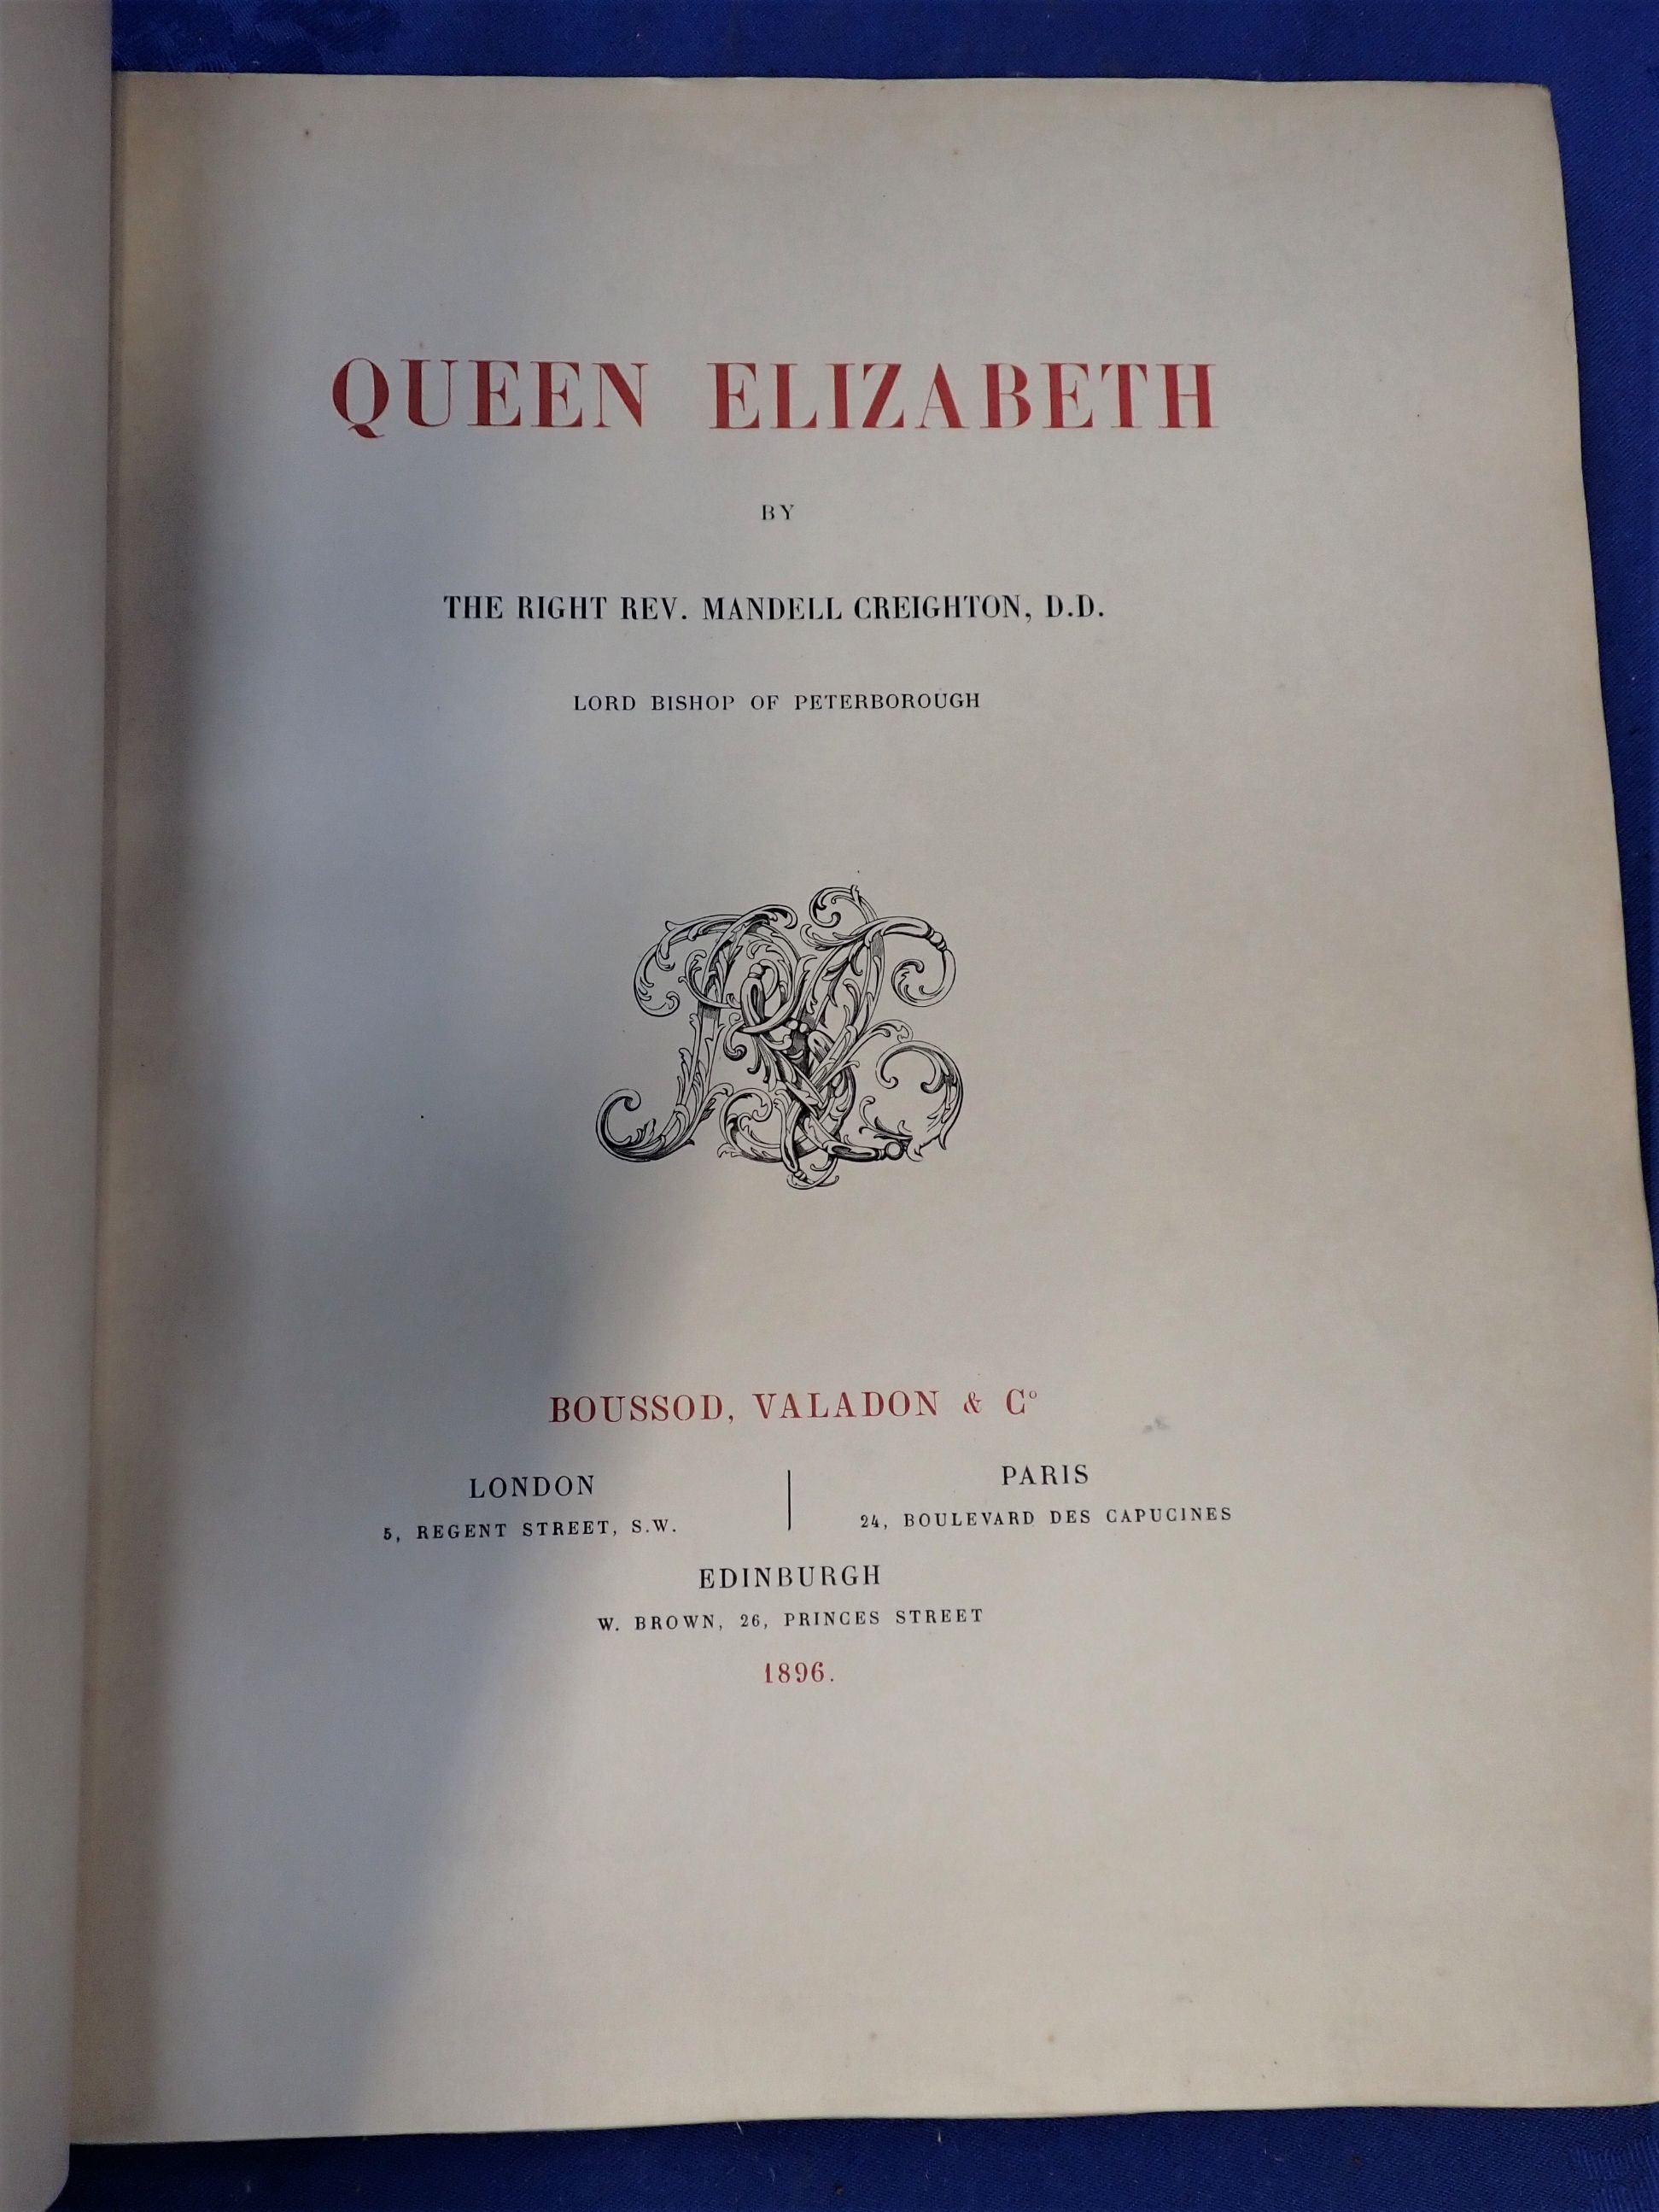 QUEEN ELIZABETH
BY
THE RIGHT REV. MANDELL CREIGHTON, D.D.
LORD BISHOP OF PETERBOROUGH
BOUSSOD, VALADON & Cº
LONDON
5, REGENT STREET, S.W.
PARIS
24, BOULEVARD DES CAPUCINES
EDINBURGH
W. BROWN, 26, PRINCES STREET
1896.